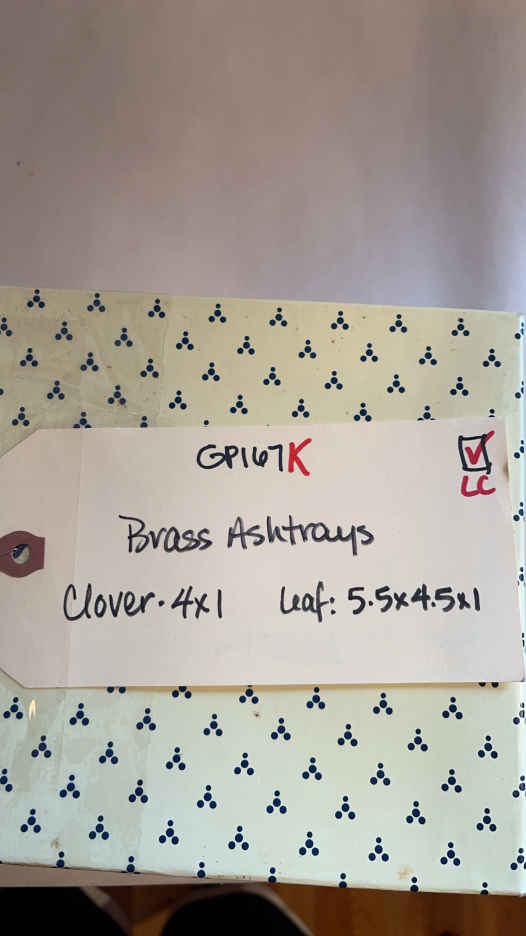 GP167K
LC
Brass Ashtrays
Clover. 4x1 Leaf: 5.5x4.5x1